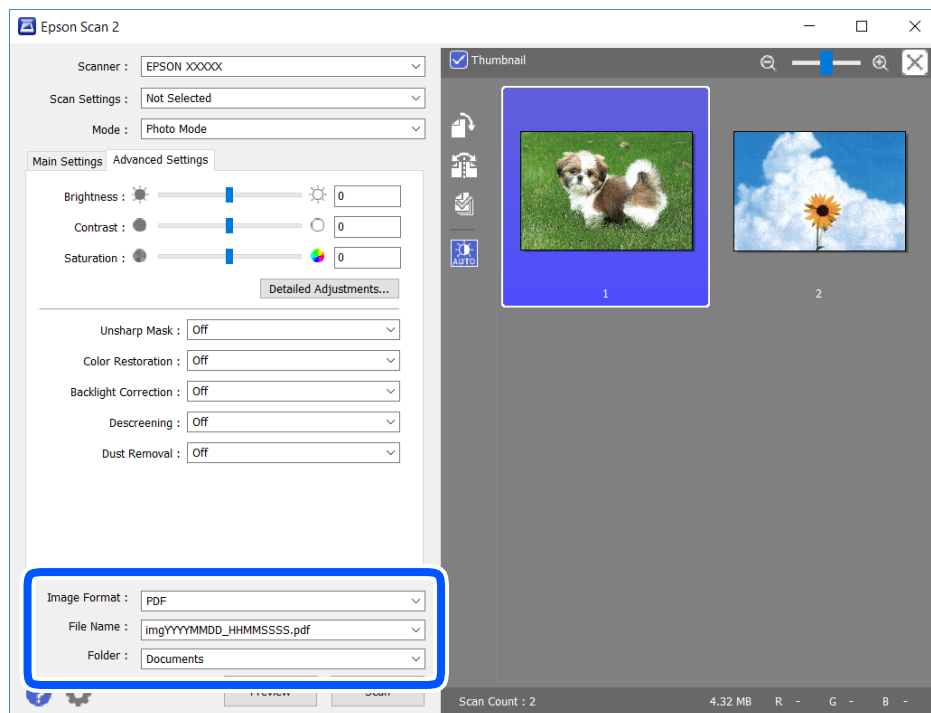 Epson Scan 2
Scanner : EPSON XXXXX
Scan Settings : Not Selected
Mode : Photo Mode
Main Settings Advanced Settings
Brightness : 0
Contrast : 0
Saturation : 0
Detailed Adjustments...
Unsharp Mask : Off
Color Restoration : Off
Backlight Correction : Off
Descreening : Off
Dust Removal : Off
Image Format : PDF
File Name : imgYYYYMMDD_HHMMSSSS.pdf
Folder : Documents
Preview Scan
Thumbnail
AUTO
1
2
Scan Count : 2 4.32 MB R - G - B -